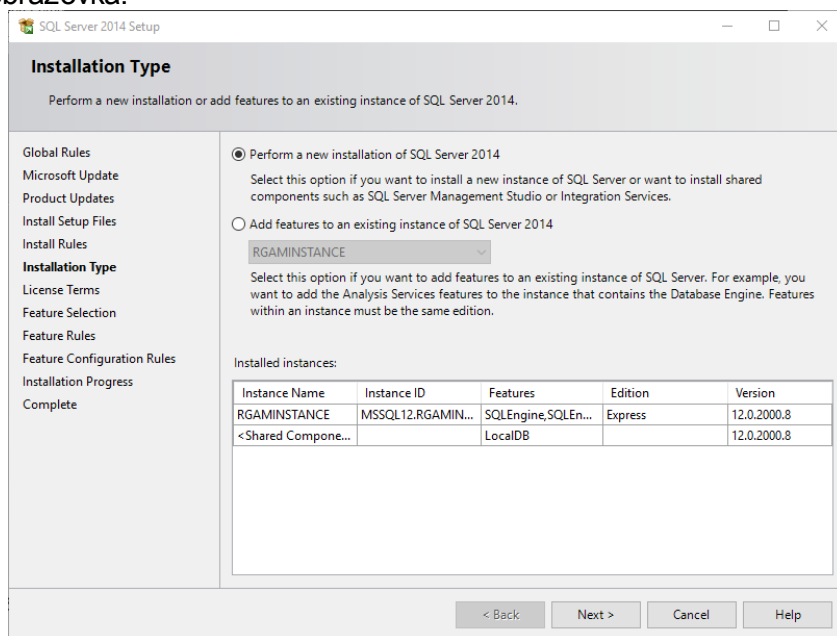 brazovka:
SQL Server 2014 Setup
Installation Type
Perform a new installation or add features to an existing instance of SQL Server 2014.
Global Rules
Microsoft Update
Product Updates
Install Setup Files
Install Rules
Installation Type
License Terms
Feature Selection
Feature Rules
Feature Configuration Rules
Installation Progress
Complete
Perform a new installation of SQL Server 2014
Select this option if you want to install a new instance of SQL Server or want to install shared
components such as SQL Server Management Studio or Integration Services.
Add features to an existing instance of SQL Server 2014
RGAMINSTANCE
Select this option if you want to add features to an existing instance of SQL Server. For example, you
want to add the Analysis Services features to the instance that contains the Database Engine. Features
within an instance must be the same edition.
Installed instances:
Instance Name Instance ID Features Edition Version
RGAMINSTANCE MSSQL12.RGAMIN... SQLEngine,SQLEn... Express 12.0.2000.8
<Shared Compone... LocalDB 12.0.2000.8
< Back Next > Cancel Help